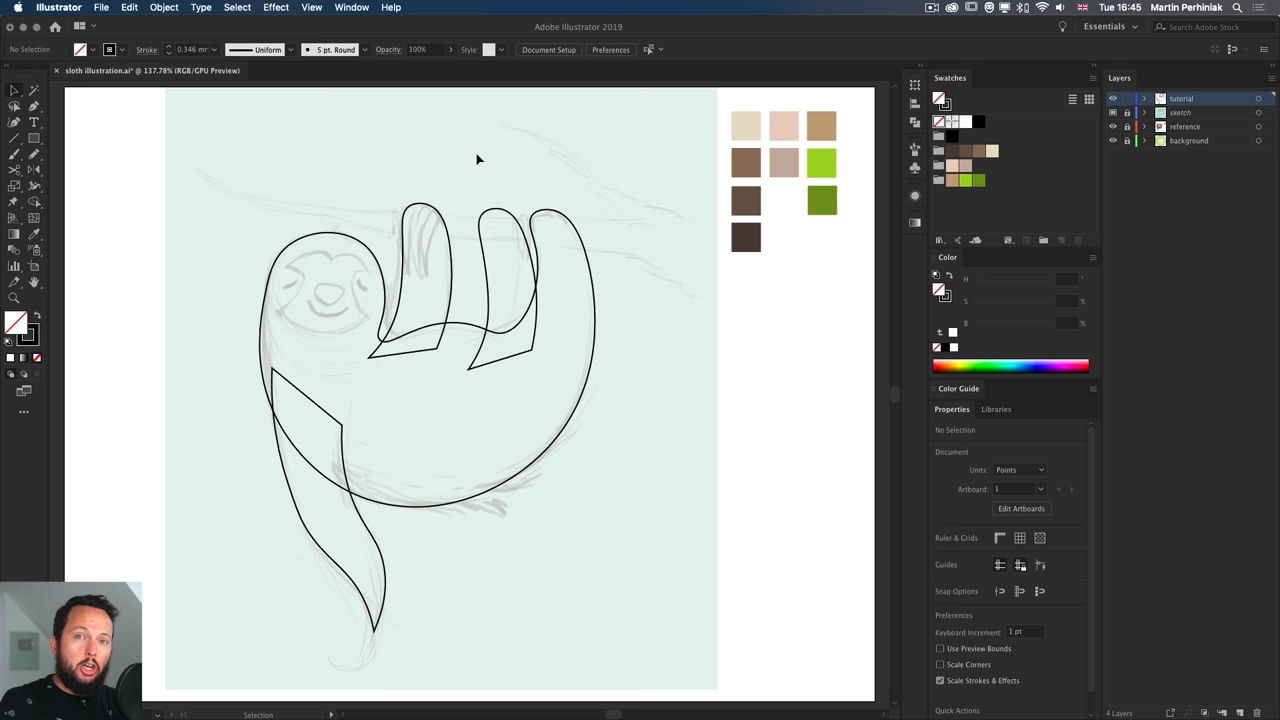 Illustrator File Edit Object Type Select Effect View Window Help Tue 16:45 Martin Perhiniak
Adobe Illustrator 2019 Essentials Search Adobe Stock
No Selection Stroke: 0.346 mr Uniform 5 pt. Round Opacity: 100% Style: Document Setup Preferences
× sloth illustration.ai* @ 137.78% (RGB/GPU Preview)
Swatches
Layers
tutorial
sketch
reference
background
Color
H
S %
B %
Color Guide
Properties Libraries
No Selection
Document
Units: Points
Artboard: 1
Edit Artboards
Ruler & Grids
Guides
Snap Options
Preferences
Keyboard Increment: 1 pt
Use Preview Bounds
Scale Corners
Scale Strokes & Effects
Quick Actions
Selection
4 Layers